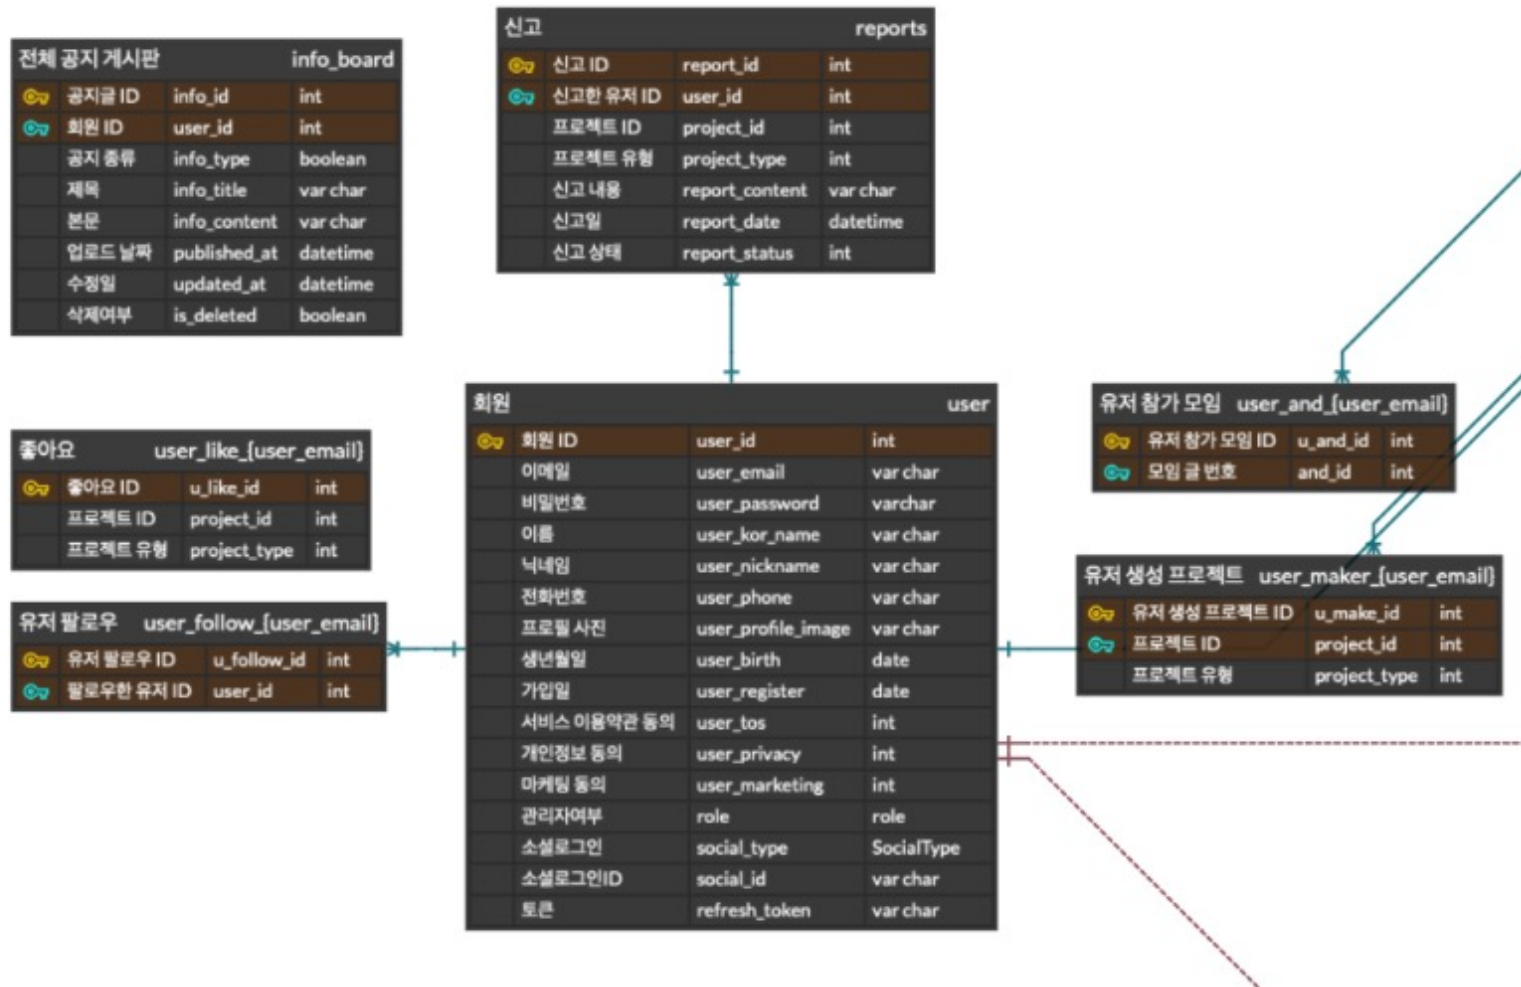 전체 공지 게시판 info_board
공지글 ID info_id int
회원 ID user_id int
공지 종류 info_type boolean
제목 info_title var char
본문 info_content var char
업로드 날짜 published_at datetime
수정일 updated_at datetime
삭제여부 is_deleted boolean
신고 reports
신고 ID report_id int
신고한 유저 ID user_id int
프로젝트 ID project_id int
프로젝트 유형 project_type int
신고 내용 report_content var char
신고일 report_date datetime
신고 상태 report_status int
좋아요 user_like_{user_email}
좋아요 ID u_like_id int
프로젝트 ID project_id int
프로젝트 유형 project_type int
유저 팔로우 user_follow_{user_email}
유저 팔로우 ID u_follow_id int
팔로우한 유저 ID user_id int
회원 user
회원 ID user_id int
이메일 user_email var char
비밀번호 user_password varchar
이름 user_kor_name var char
닉네임 user_nickname var char
전화번호 user_phone var char
프로필 사진 user_profile_image var char
생년월일 user_birth date
가입일 user_register date
서비스 이용약관 동의 user_tos int
개인정보 동의 user_privacy int
마케팅 동의 user_marketing int
관리자여부 role role
소셜로그인 social_type SocialType
소셜로그인ID social_id var char
토큰 refresh_token var char
유저 참가 모임 user_and_{user_email}
유저 참가 모임 ID u_and_id int
모임 글 번호 and_id int
유저 생성 프로젝트 user_maker_{user_email}
유저 생성 프로젝트 ID u_make_id int
프로젝트 ID project_id int
프로젝트 유형 project_type int